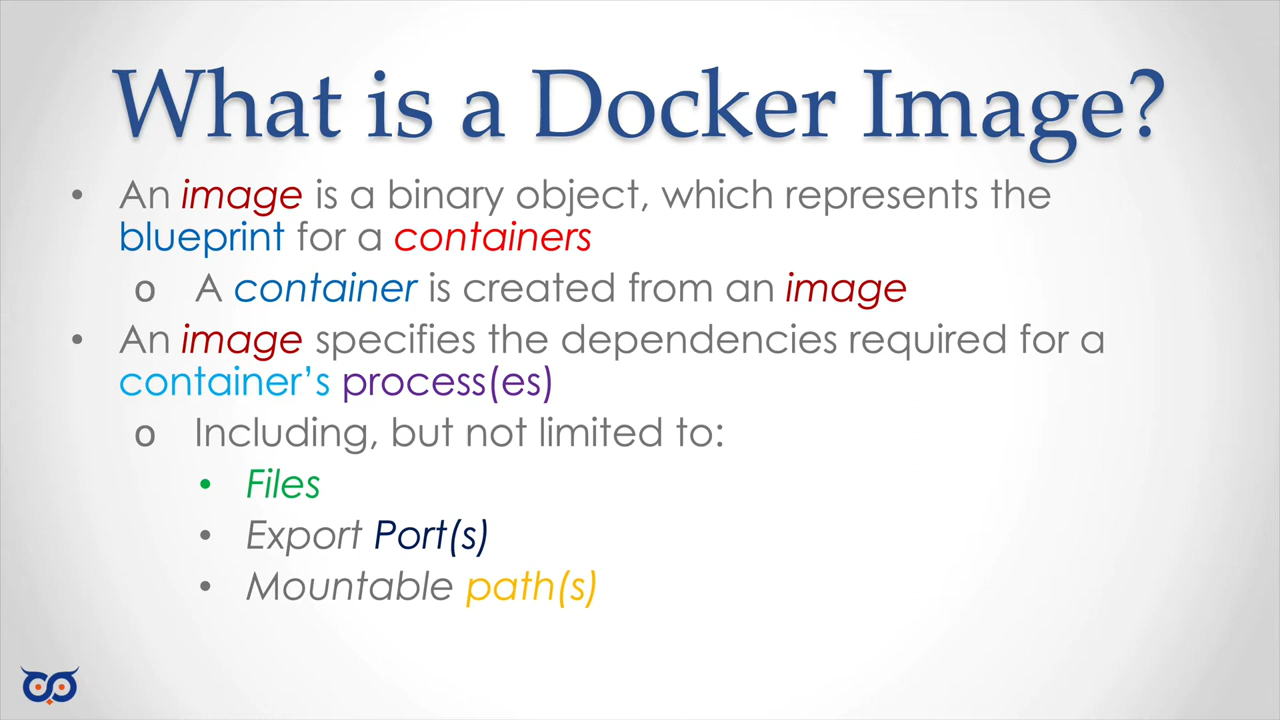 What is a Docker Image?
• An image is a binary object, which represents the
blueprint for a containers
o A container is created from an image
• An image specifies the dependencies required for a
container’s process(es)
o Including, but not limited to:
• Files
• Export Port(s)
• Mountable path(s)